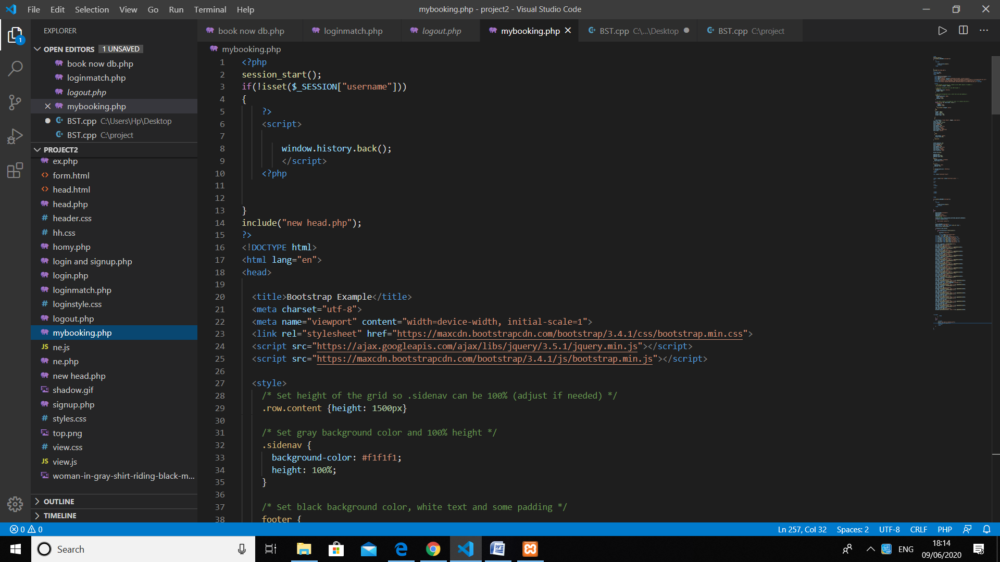 File Edit Selection View Go Run Terminal Help
mybooking.php - project2 - Visual Studio Code
EXPLORER
OPEN EDITORS 1 UNSAVED
book now db.php
loginmatch.php
logout.php
mybooking.php
BST.cpp C:\Users\Hp\Desktop
BST.cpp C:\project
PROJECT2
ex.php
form.html
head.html
head.php
header.css
hh.css
homy.php
login and signup.php
login.php
loginmatch.php
loginstyle.css
logout.php
mybooking.php
ne.js
ne.php
new head.php
shadow.gif
signup.php
styles.css
top.png
view.css
view.js
woman-in-gray-shirt-riding-black-m...
OUTLINE
TIMELINE
book now db.php loginmatch.php logout.php mybooking.php BST.cpp C:\...\Desktop BST.cpp C:\project
mybooking.php
1 <?php
2 session_start();
3 if(!isset($_SESSION["username"]))
4 {
5 ?>
6 <script>
7
8 window.history.back();
9 </script>
10 <?php
11
12
13 }
14 include("new head.php");
15 ?>
16 <!DOCTYPE html>
17 <html lang="en">
18 <head>
19
20 <title>Bootstrap Example</title>
21 <meta charset="utf-8">
22 <meta name="viewport" content="width=device-width, initial-scale=1">
23 <link rel="stylesheet" href="https://maxcdn.bootstrapcdn.com/bootstrap/3.4.1/css/bootstrap.min.css">
24 <script src="https://ajax.googleapis.com/ajax/libs/jquery/3.5.1/jquery.min.js"></script>
25 <script src="https://maxcdn.bootstrapcdn.com/bootstrap/3.4.1/js/bootstrap.min.js"></script>
26
27 <style>
28 /* Set height of the grid so .sidenav can be 100% (adjust if needed) */
29 .row.content {height: 1500px}
30
31 /* Set gray background color and 100% height */
32 .sidenav {
33 background-color: #f1f1f1;
34 height: 100%;
35 }
36
37 /* Set black background color, white text and some padding */
38 footer {
0 0
Ln 257, Col 32 Spaces: 2 UTF-8 CRLF PHP
Search
ENG
18:14
09/06/2020